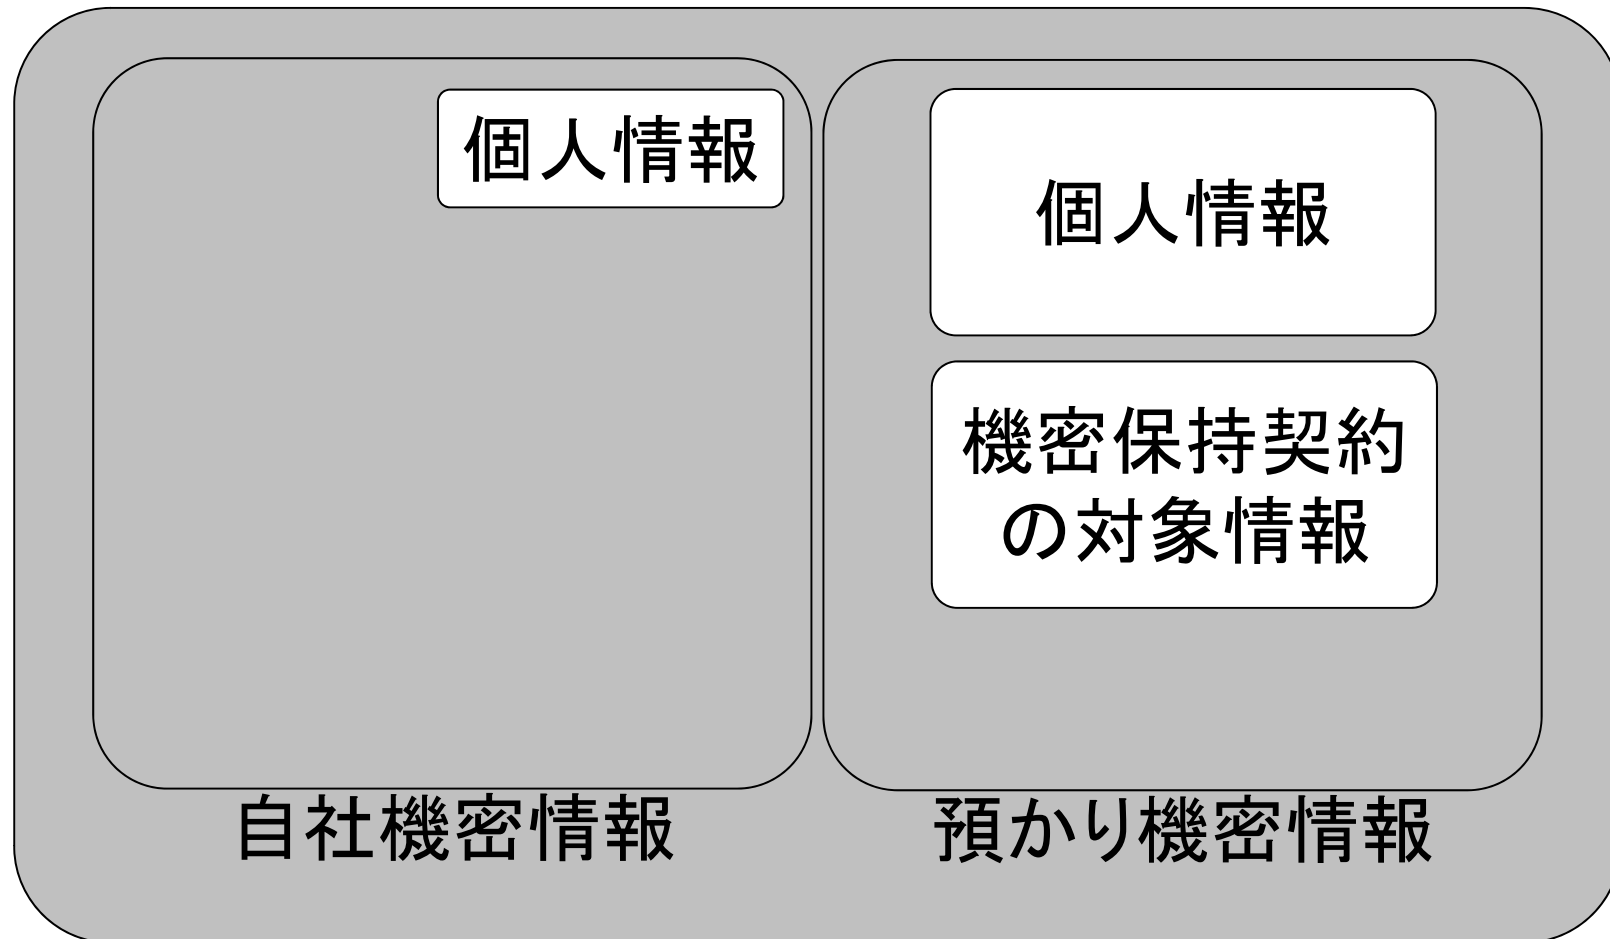 個人情報
個人情報
機密保持契約
の対象情報
自社機密情報
預かり機密情報